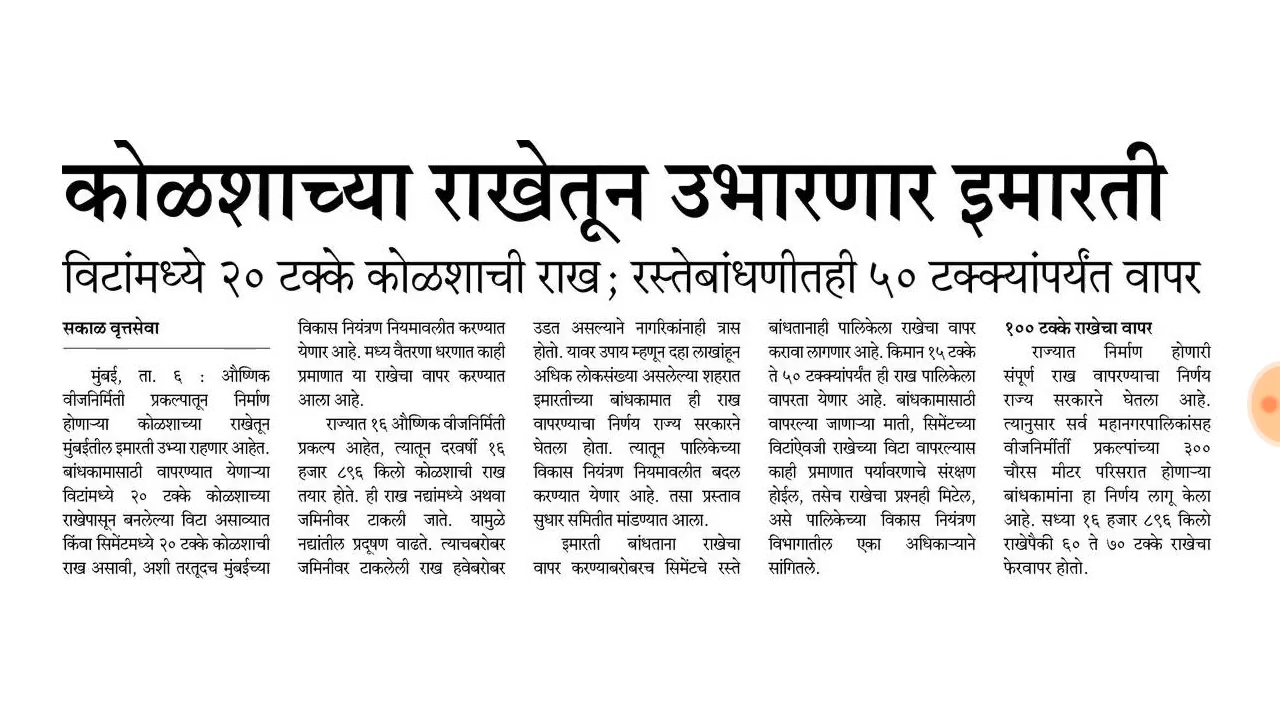 कोळशाच्या राखेतून उभारणार इमारती
विटांमध्ये २० टक्के कोळशाची राख; रस्तेबांधणीतही ५० टक्क्यांपर्यंत वापर
सकाळ वृत्तसेवा
मुंबई, ता. ६ : औष्णिक
वीजनिर्मिती प्रकल्पातून निर्माण
होणाऱ्या कोळशाच्या राखेतून
मुंबईतील इमारती उभ्या राहणार आहेत.
बांधकामासाठी वापरण्यात येणाऱ्या
विटांमध्ये २० टक्के कोळशाच्या
राखेपासून बनलेल्या विटा असाव्यात
किंवा सिमेंटमध्ये २० टक्के कोळशाची
राख असावी, अशी तरतूदच मुंबईच्या
विकास नियंत्रण नियमावलीत करण्यात
येणार आहे. मध्य वैतरणा धरणात काही
प्रमाणात या राखेचा वापर करण्यात
आला आहे.
राज्यात १६ औष्णिक वीजनिर्मिती
प्रकल्प आहेत, त्यातून दरवर्षी १६
हजार ८९६ किलो कोळशाची राख
तयार होते. ही राख नद्यांमध्ये अथवा
जमिनीवर टाकली जाते. यामुळे
नद्यांतील प्रदूषण वाढते. त्याचबरोबर
जमिनीवर टाकलेली राख हवेबरोबर
उडत असल्याने नागरिकांनाही त्रास
होतो. यावर उपाय म्हणून दहा लाखांहून
अधिक लोकसंख्या असलेल्या शहरात
इमारतीच्या बांधकामात ही राख
वापरण्याचा निर्णय राज्य सरकारने
घेतला होता. त्यातून पालिकेच्या
विकास नियंत्रण नियमावलीत बदल
करण्यात येणार आहे. तसा प्रस्ताव
सुधार समितीत मांडण्यात आला.
इमारती बांधताना राखेचा
वापर करण्याबरोबरच सिमेंटचे रस्ते
बांधतानाही पालिकेला राखेचा वापर
करावा लागणार आहे. किमान १५ टक्के
ते ५० टक्क्यांपर्यंत ही राख पालिकेला
वापरता येणार आहे. बांधकामासाठी
वापरल्या जाणाऱ्या माती, सिमेंटच्या
विटांऐवजी राखेच्या विटा वापरल्यास
काही प्रमाणात पर्यावरणाचे संरक्षण
होईल, तसेच राखेचा प्रश्नही मिटेल,
असे पालिकेच्या विकास नियंत्रण
विभागातील एका अधिकाऱ्याने
सांगितले.
१०० टक्के राखेचा वापर
राज्यात निर्माण होणारी
संपूर्ण राख वापरण्याचा निर्णय
राज्य सरकारने घेतला आहे.
त्यानुसार सर्व महानगरपालिकांसह
वीजनिर्मीर्ती प्रकल्पांच्या ३००
चौरस मीटर परिसरात होणाऱ्या
बांधकामांना हा निर्णय लागू केला
आहे. सध्या १६ हजार ८९६ किलो
राखेपैकी ६० ते ७० टक्के राखेचा
फेरवापर होतो.